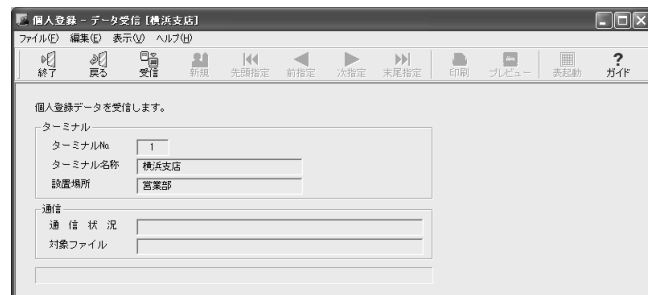 個人登録 - データ受信 [横浜支店]
ファイル(F) 編集(E) 表示(V) ヘルプ(H)
終了 戻る 受信 新規 先頭指定 前指定 次指定 末尾指定 印刷 プレビュー 表起動 ガイド
個人登録データを受信します。
ターミナル
ターミナル№ 1
ターミナル名称 横浜支店
設置場所 営業部
通信
通 信 状 況
対象ファイル